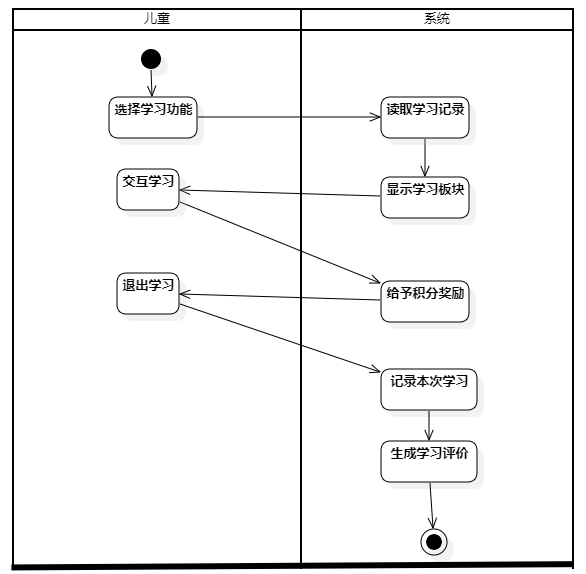 儿童
系统
选择学习功能
读取学习记录
交互学习
显示学习板块
退出学习
给予积分奖励
记录本次学习
生成学习评价